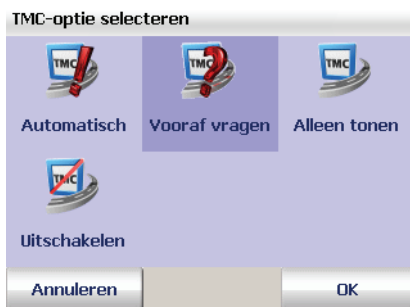 TMC-optie selecteren
TMC TMC TMC
Automatisch Vooraf vragen Alleen tonen
TMC
Uitschakelen
Annuleren OK